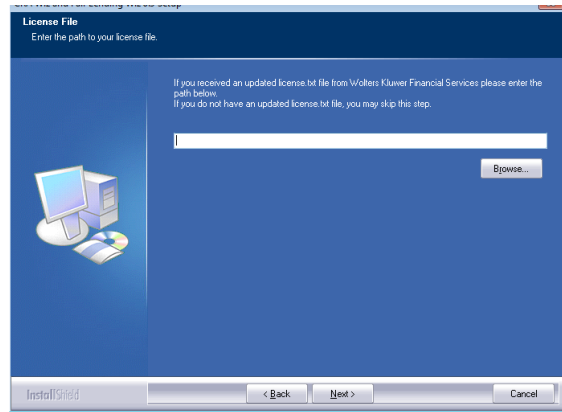 License File
Enter the path to your license file.
If you received an updated license.txt file from Wolters Kluwer Financial Services please enter the
path below.
If you do not have an updated license.txt file, you may skip this step.
Browse...
InstallShield
< Back
Next >
Cancel